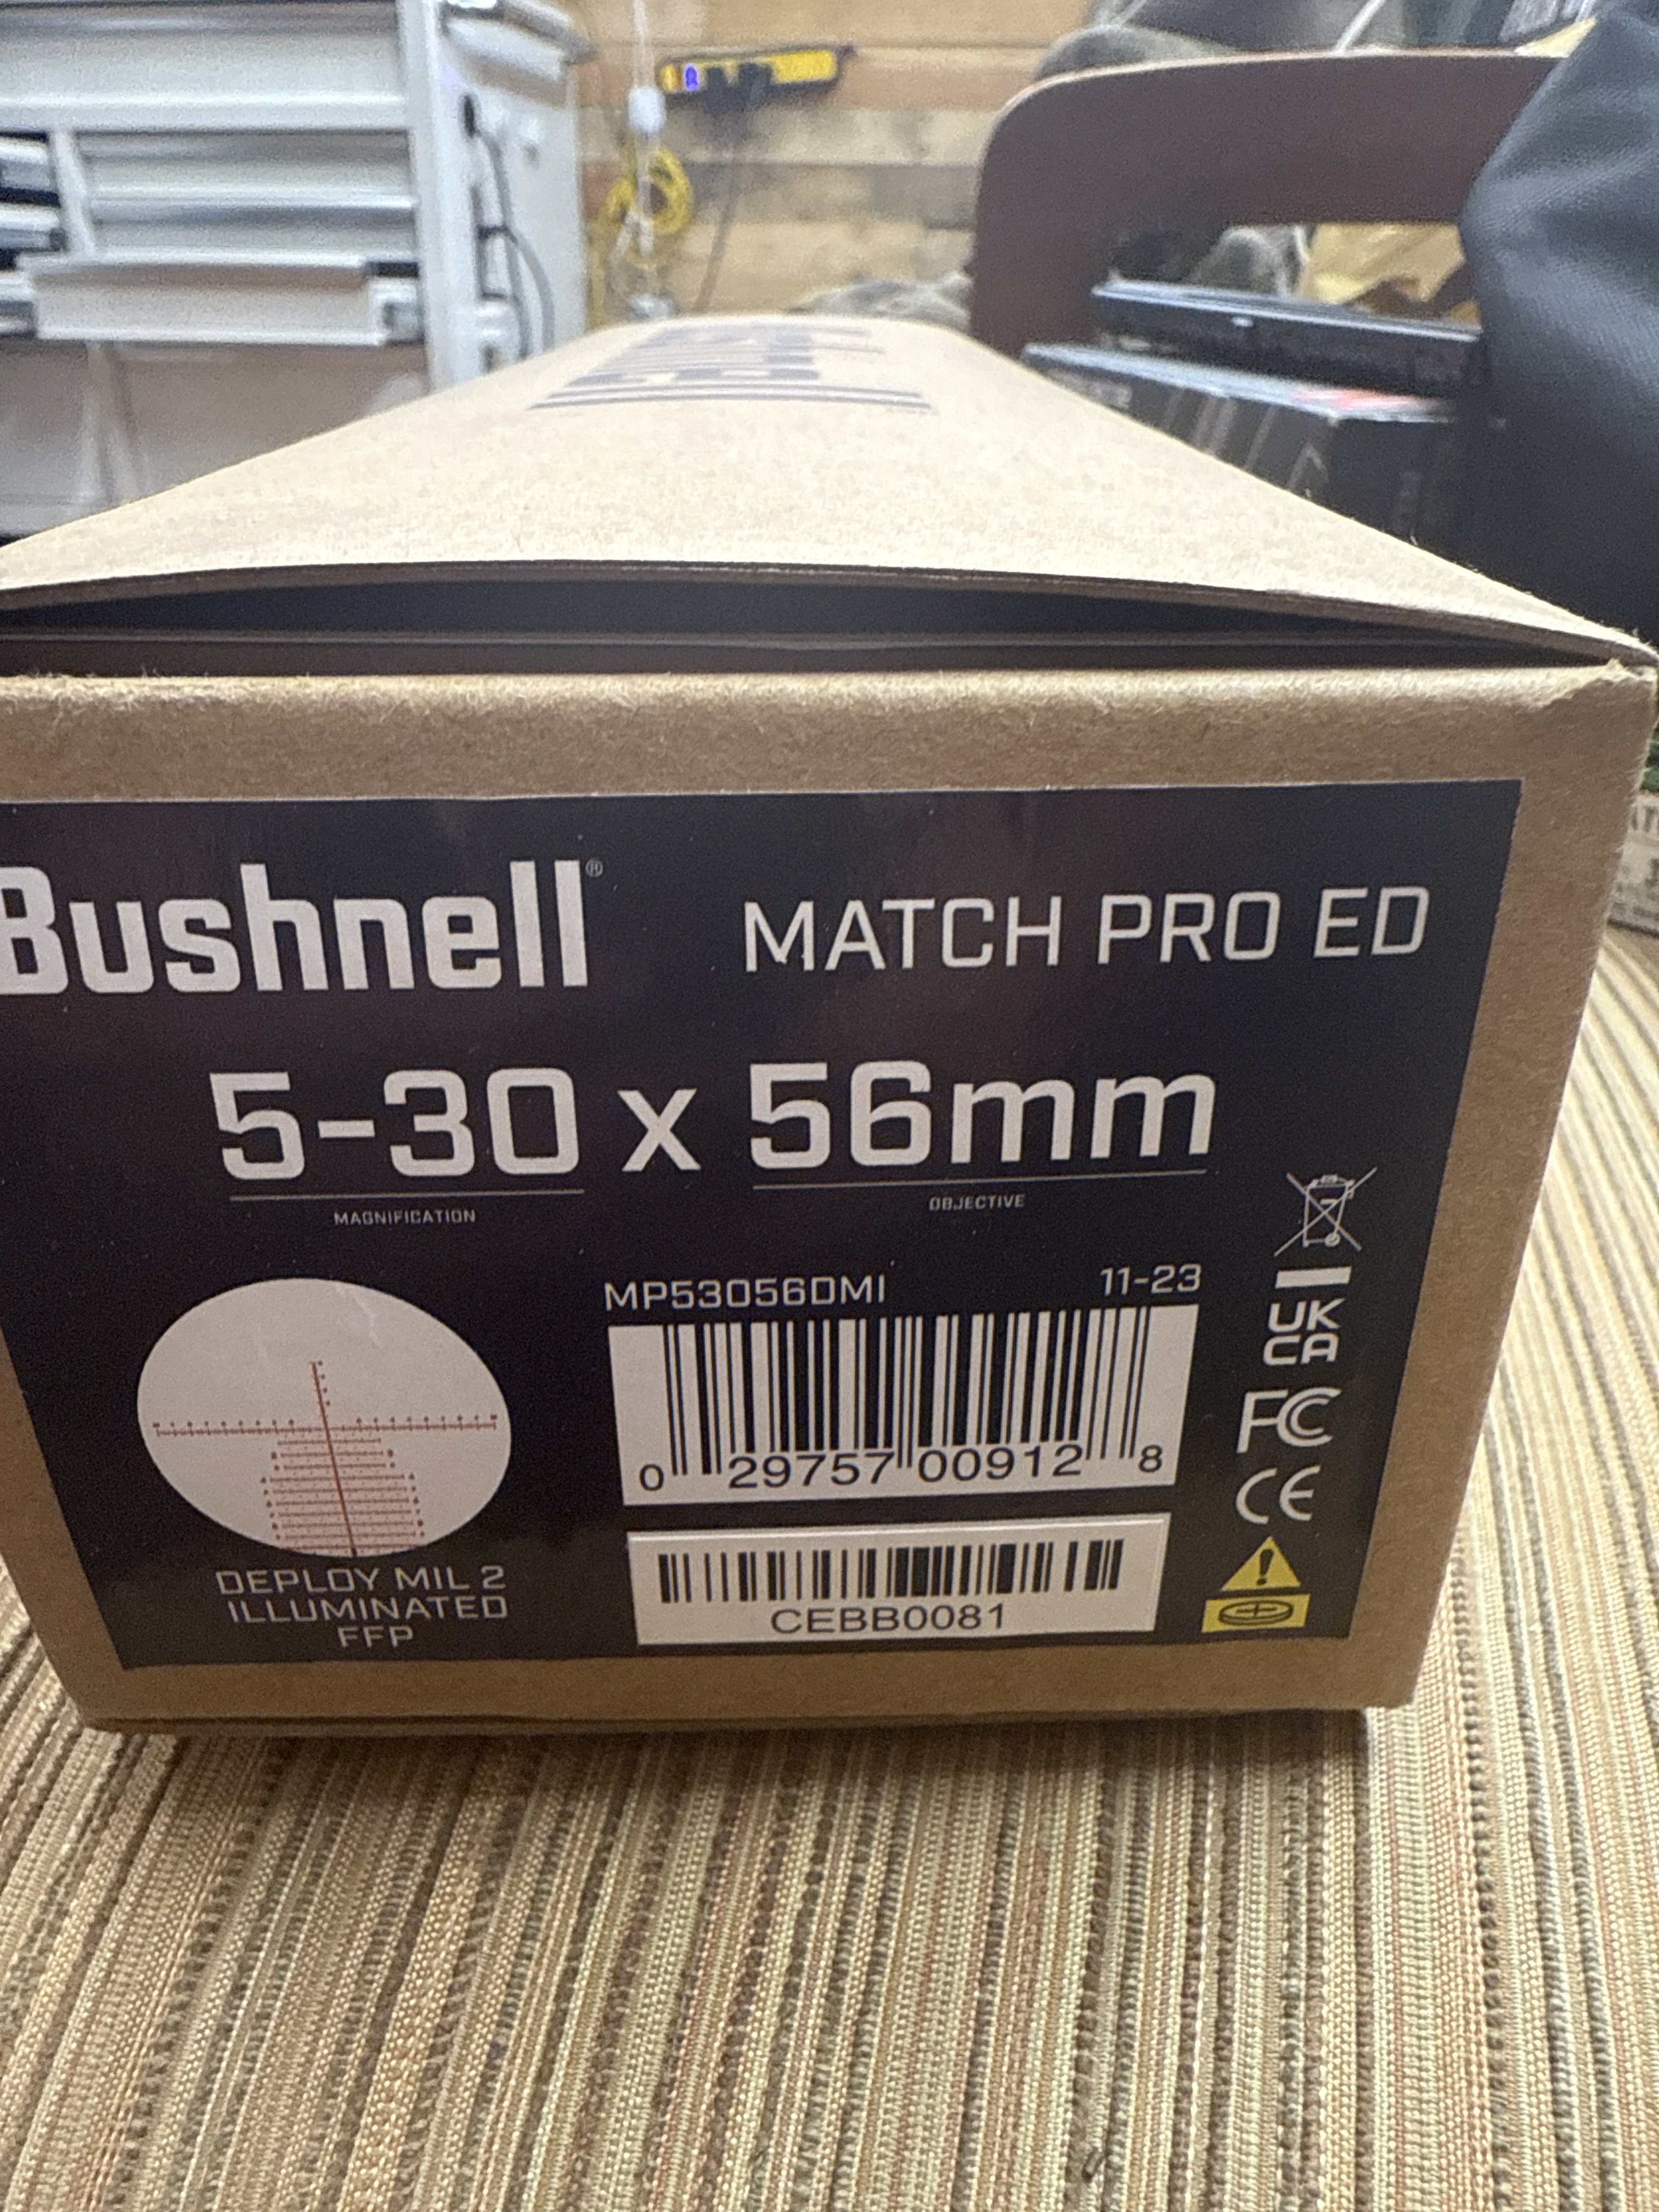 Bushnell®
MATCH PRO ED
5-30 x 56mm
MAGNIFICATION
OBJECTIVE
MP53056DMI
11-23
0 29757 00912 8
DEPLOY MIL 2
ILLUMINATED
FFP
CEBB0081
UK
CA
FC
CE